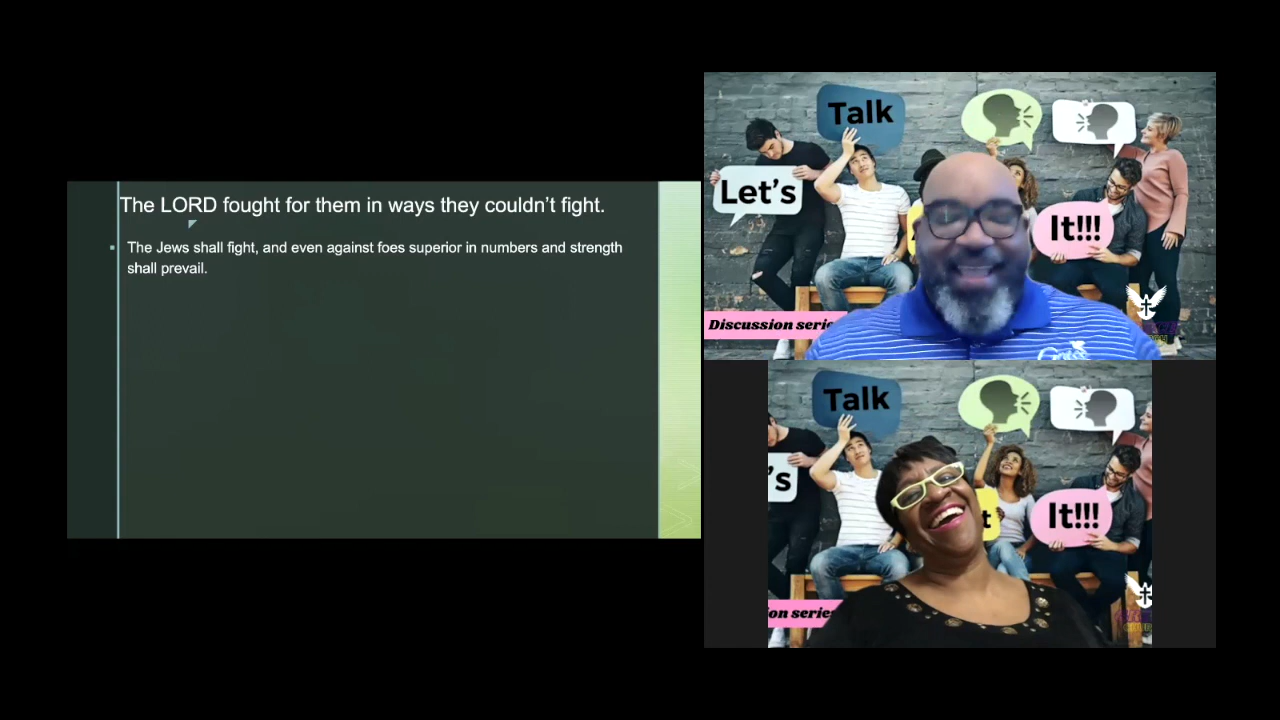 The LORD fought for them in ways they couldn't fight.
The Jews shall fight, and even against foes superior in numbers and strength
shall prevail.
Talk
Let's
It!!!
Discussion serie
Talk
's
t
It!!!
ion series